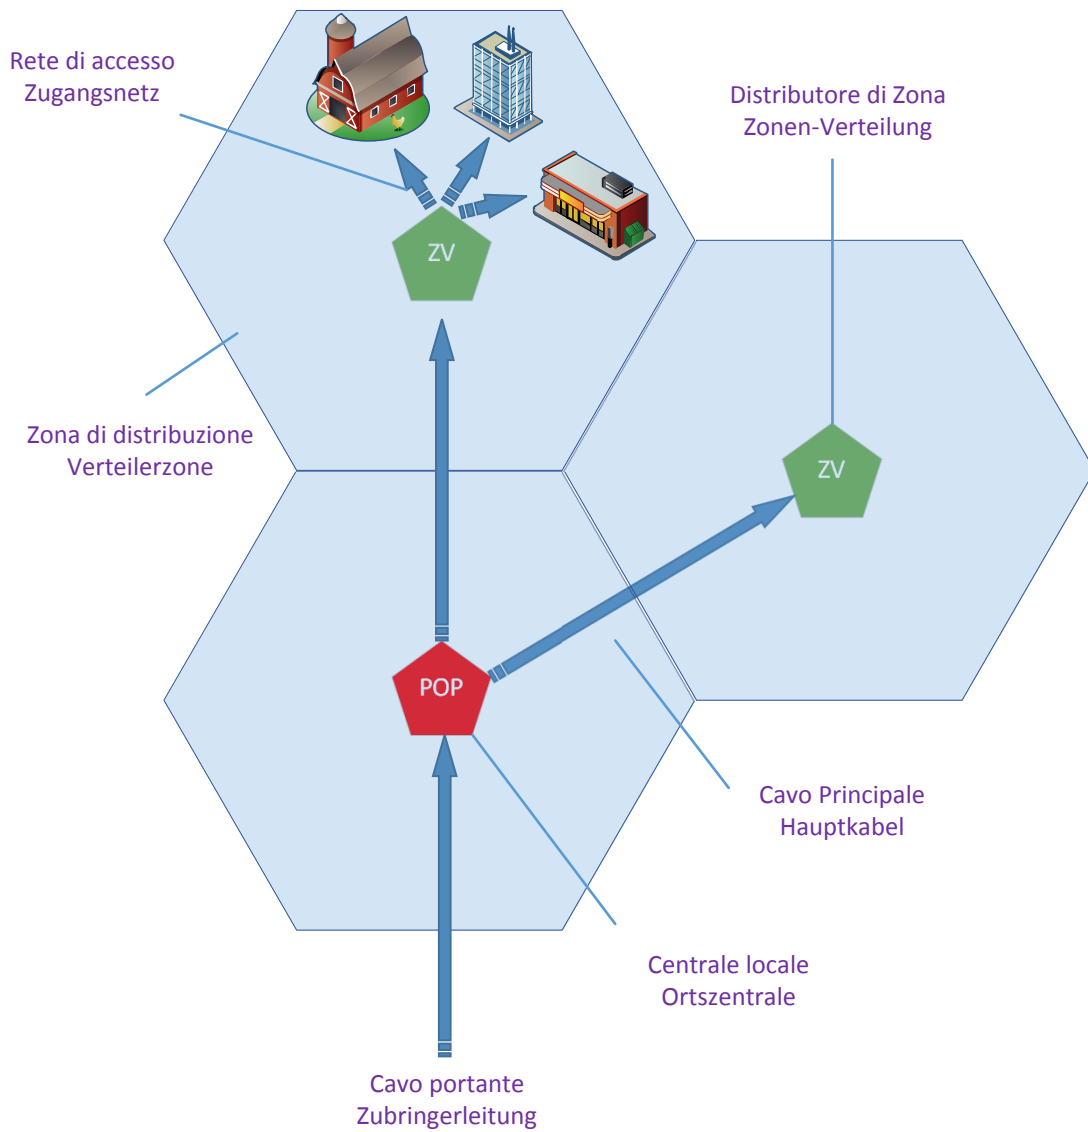 Rete di accesso
Zugangsnetz
Distributore di Zona
Zonen-Verteilung
ZV
Zona di distribuzione
Verteilerzone
ZV
POP
Cavo Principale
Hauptkabel
Centrale locale
Ortszentrale
Cavo portante
Zubringerleitung